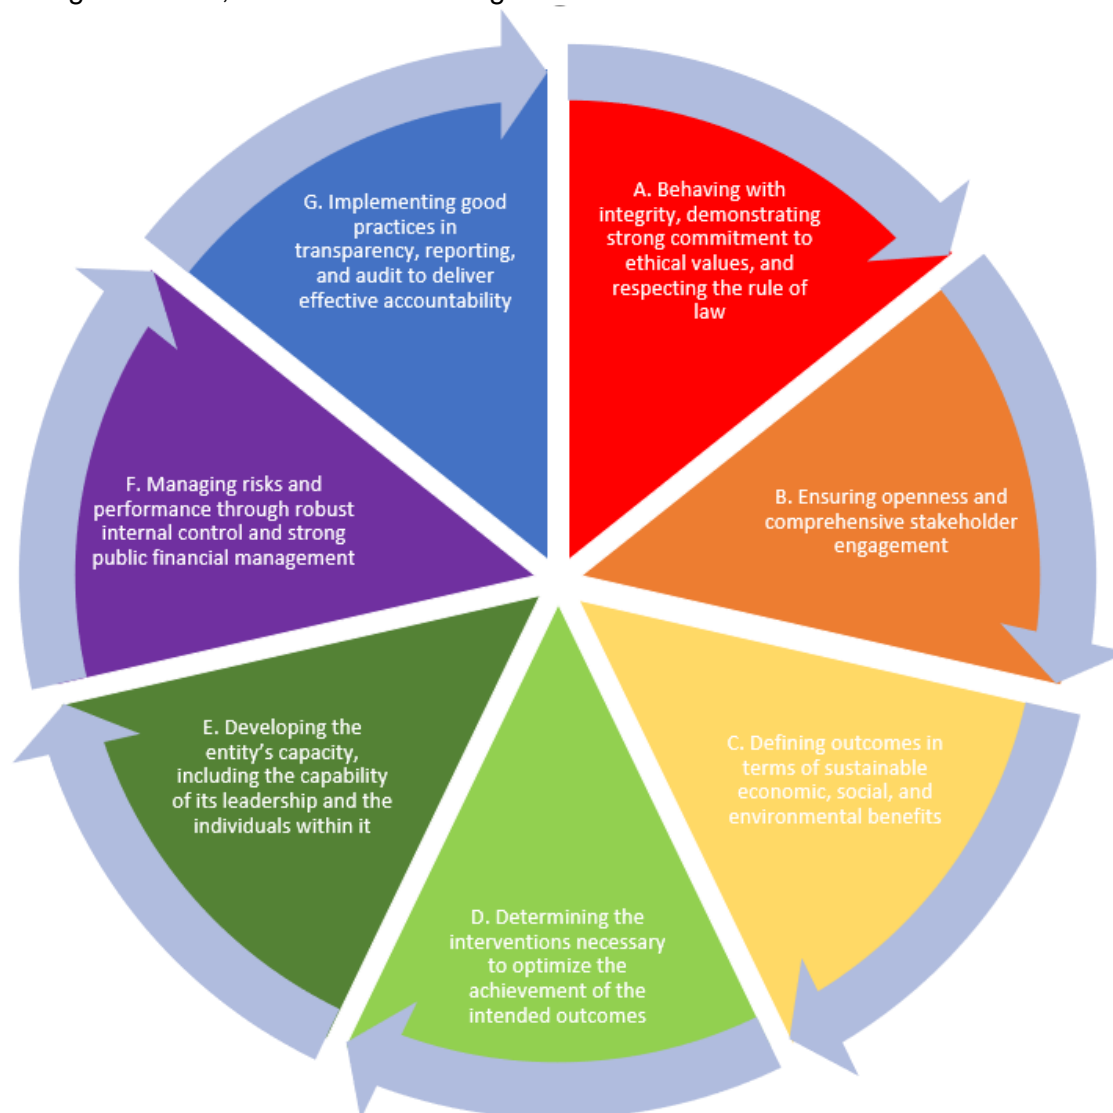 A. Behaving with
integrity, demonstrating
strong commitment to
ethical values, and
respecting the rule of
law
B. Ensuring openness and
comprehensive stakeholder
engagement
C. Defining outcomes in
terms of sustainable
economic, social, and
environmental benefits
D. Determining the
interventions necessary
to optimize the
achievement of the
intended outcomes
E. Developing the
entity’s capacity,
including the capability
of its leadership and the
individuals within it
F. Managing risks and
performance through robust
internal control and strong
public financial management
G. Implementing good
practices in
transparency, reporting,
and audit to deliver
effective accountability